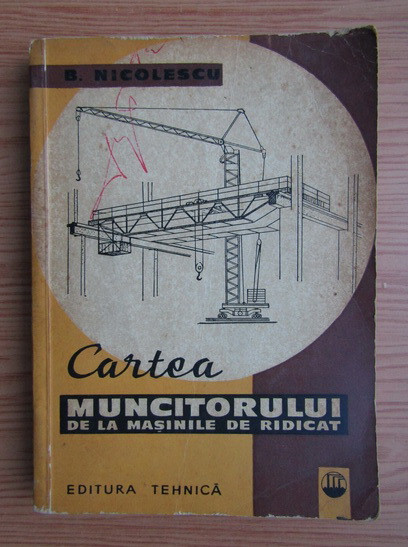 B. NICOLESCU
Cartea
MUNCITORULUI
DE LA MAȘINILE DE RIDICAT
EDITURA TEHNICĂ